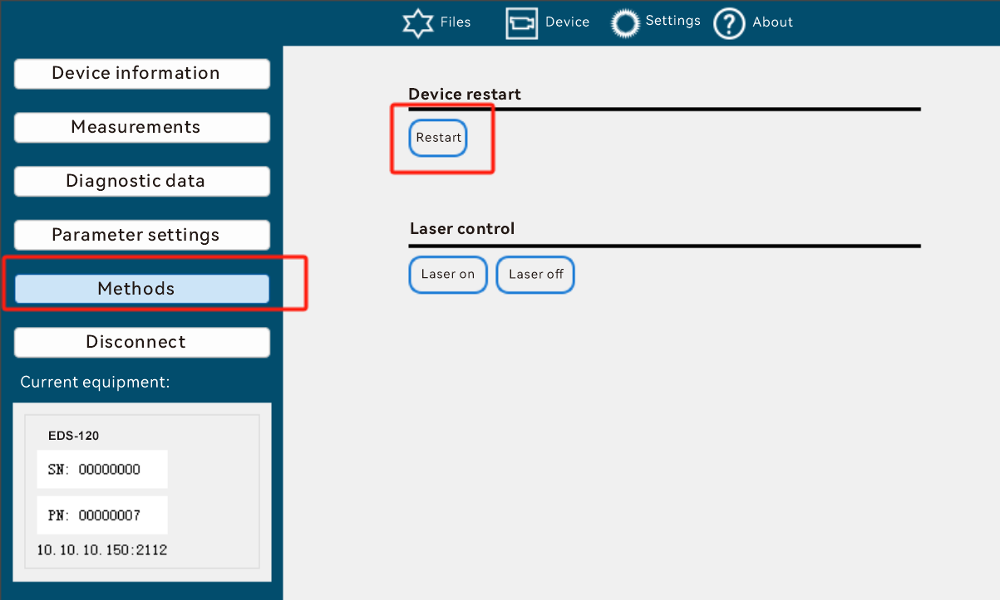 Files Device Settings About
Device information
Measurements
Diagnostic data
Parameter settings
Methods
Disconnect
Current equipment:
EDS-120
SN: 00000000
PN: 00000007
10.10.10.150:2112
Device restart
Restart
Laser control
Laser on Laser off